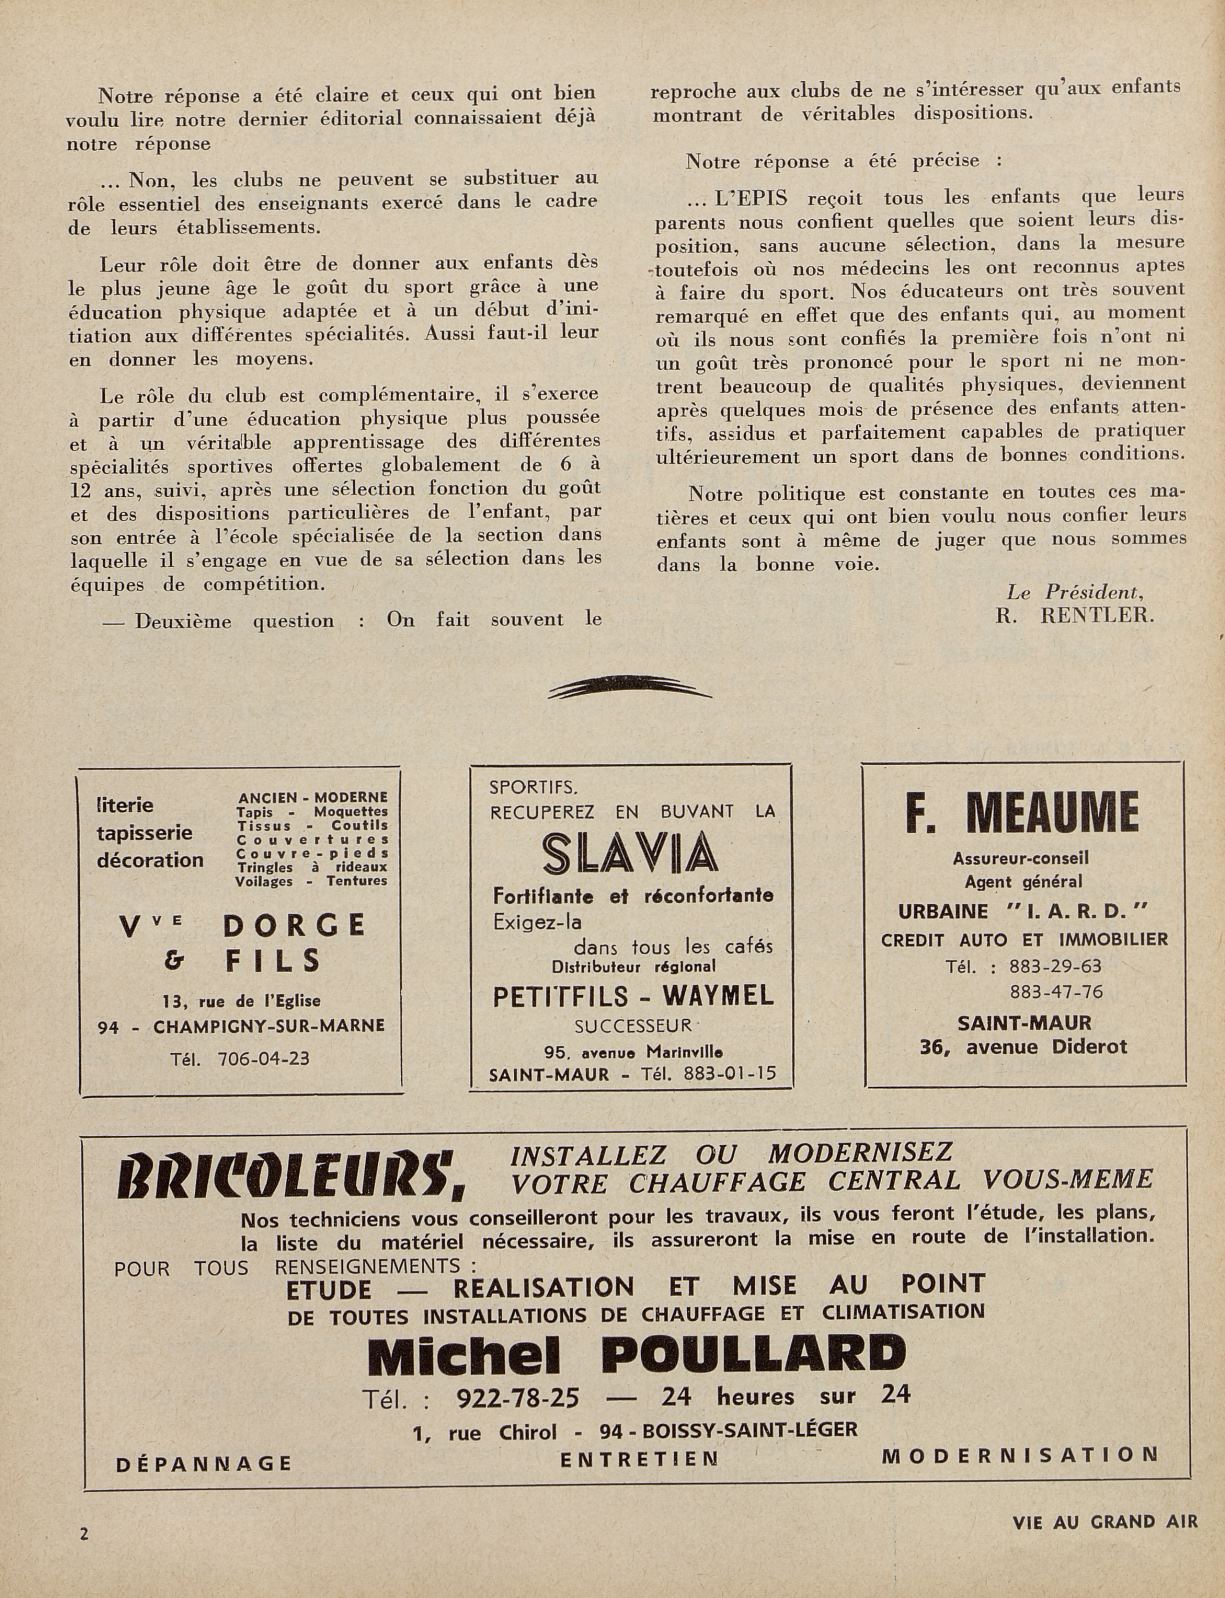 Notre réponse a été claire et ceux qui ont bien
voulu lire notre dernier éditorial connaissaient déjà
notre réponse
... Non, les clubs ne peuvent se substituer au
rôle essentiel des enseignants exercé dans le cadre
de leurs établissements.
Leur rôle doit être de donner aux enfants dès
le plus jeune âge le goût du sport grâce à une
éducation physique adaptée et à un début d'ini-
tiation aux différentes spécialités. Aussi faut-il leur
en donner les moyens.
Le rôle du club est complémentaire, il s'exerce
à partir d'une éducation physique plus poussée
et à un véritable apprentissage des différentes
spécialités sportives offertes globalement de 6 à
12 ans, suivi, après une sélection fonction du goût
et des dispositions particulières de l'enfant, par
son entrée à l'école spécialisée de la section dans
laquelle il s'engage en vue de sa sélection dans les
équipes de compétition.
— Deuxième question : On fait souvent le
reproche aux clubs de ne s'intéresser qu'aux enfants
montrant de véritables dispositions.
Notre réponse a été précise :
... L'EPIS reçoit tous les enfants que leurs
parents nous confient quelles que soient leurs dis-
position, sans aucune sélection, dans la mesure
toutefois où nos médecins les ont reconnus aptes
à faire du sport. Nos éducateurs ont très souvent
remarqué en effet que des enfants qui, au moment
où ils nous sont confiés la première fois n'ont ni
un goût très prononcé pour le sport ni ne mon-
trent beaucoup de qualités physiques, deviennent
après quelques mois de présence des enfants atten-
tifs, assidus et parfaitement capables de pratiquer
ultérieurement un sport dans de bonnes conditions.
Notre politique est constante en toutes ces ma-
tières et ceux qui ont bien voulu nous confier leurs
enfants sont à même de juger que nous sommes
dans la bonne voie.
Le Président,
R. RENTLER.
literie
tapisserie
décoration
ANCIEN - MODERNE
Tapis - Moquettes
Tissus - Coutils
Couvertures
Couvre-pieds
Tringles à rideaux
Voilages - Tentures
VVE DORGE
& FILS
13, rue de l'Eglise
94 - CHAMPIGNY-SUR-MARNE
Tél. 706-04-23
SPORTIFS.
RECUPEREZ EN BUVANT LA
SLAVIA
Fortifiante et réconfortante
Exigez-la
dans tous les cafés
Distributeur régional
PETITFILS - WAYMEL
SUCCESSEUR
95, avenue Marinville
SAINT-MAUR - Tél. 883-01-15
F. MEAUME
Assureur-conseil
Agent général
URBAINE "I. A. R. D."
CREDIT AUTO ET IMMOBILIER
Tél. : 883-29-63
883-47-76
SAINT-MAUR
36, avenue Diderot
BRICOLEURS,
INSTALLEZ OU MODERNISEZ
VOTRE CHAUFFAGE CENTRAL VOUS-MEME
Nos techniciens vous conseilleront pour les travaux, ils vous feront l'étude, les plans,
la liste du matériel nécessaire, ils assureront la mise en route de l'installation.
POUR TOUS RENSEIGNEMENTS :
ETUDE — REALISATION ET MISE AU POINT
DE TOUTES INSTALLATIONS DE CHAUFFAGE ET CLIMATISATION
Michel POULLARD
Tél. : 922-78-25 — 24 heures sur 24
1, rue Chirol - 94 - BOISSY-SAINT-LÉGER
DÉPANNAGE ENTRETIEN MODERNISATION
2
VIE AU GRAND AIR